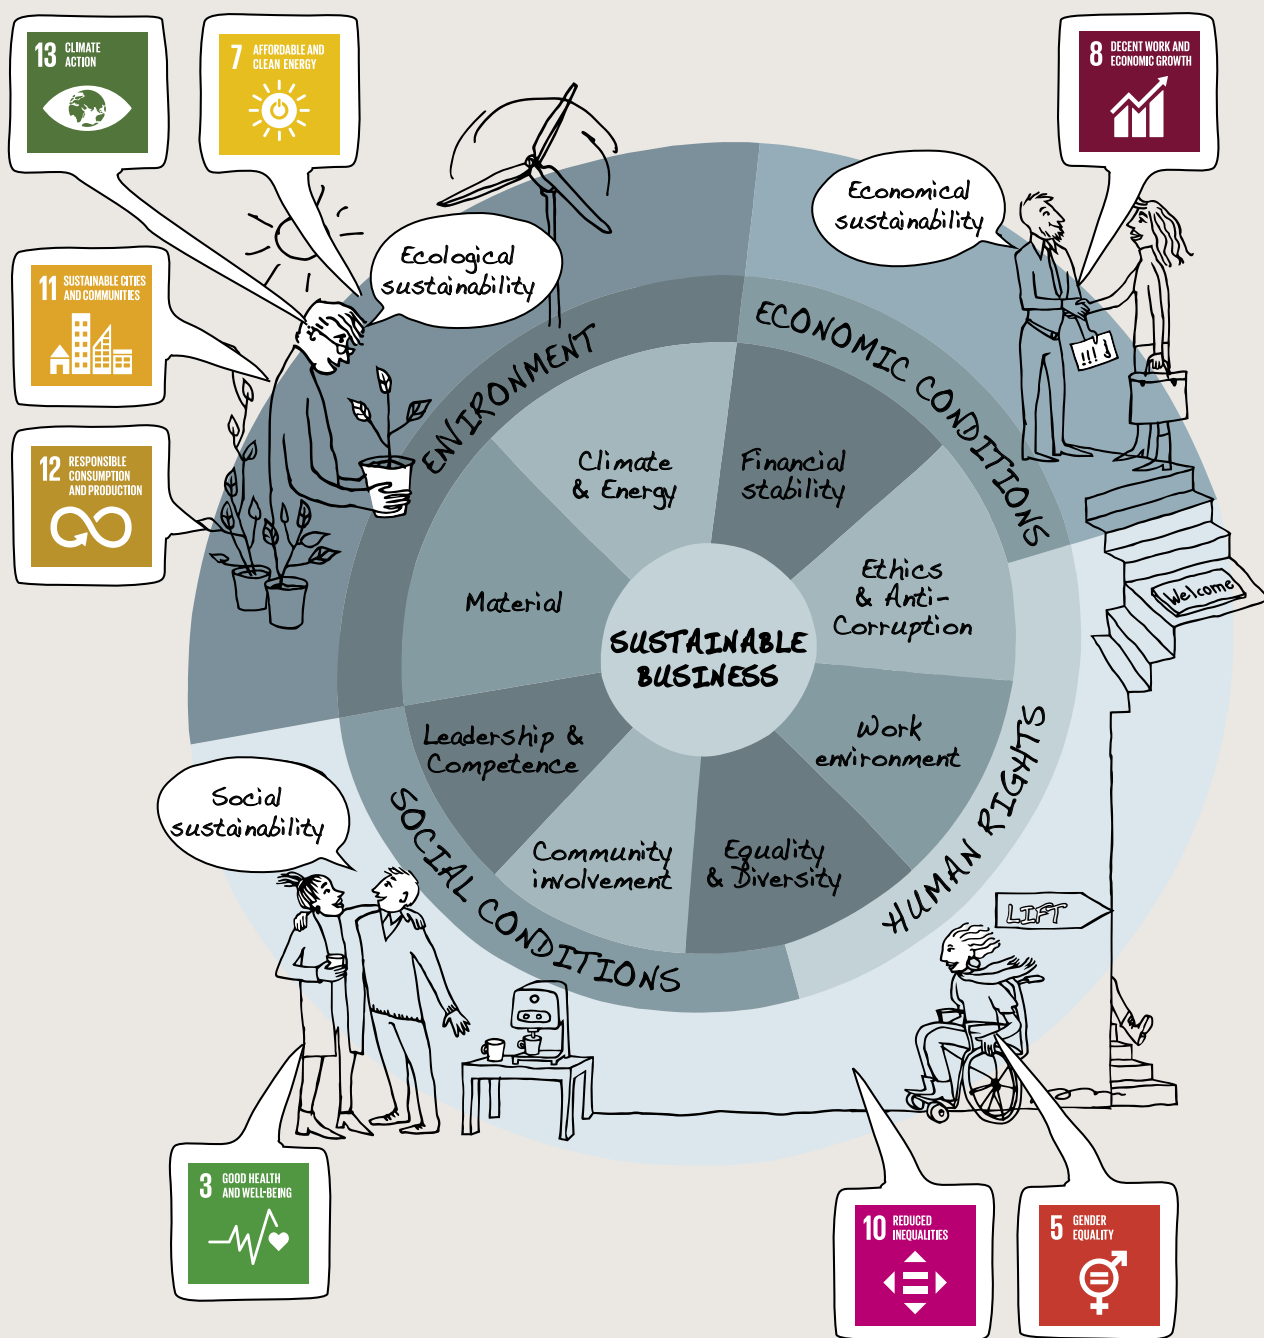 13 CLIMATE
ACTION
7 AFFORDABLE AND
CLEAN ENERGY
8 DECENT WORK AND
ECONOMIC GROWTH
Economical
sustainability
Ecological
sustainability
11 SUSTAINABLE CITIES
AND COMMUNITIES
12 RESPONSIBLE
CONSUMPTION
AND PRODUCTION
ENVIRONMENT
ECONOMIC CONDITIONS
Climate
& Energy
Financial
stability
Material
Ethics
& Anti-
Corruption
Welcome
SUSTAINABLE
BUSINESS
Leadership &
Competence
Work
environment
Community
involvement
Equality
& Diversity
SOCIAL CONDITIONS
HUMAN RIGHTS
Social
sustainability
LIFT
3 GOOD HEALTH
AND WELL-BEING
10 REDUCED
INEQUALITIES
5 GENDER
EQUALITY